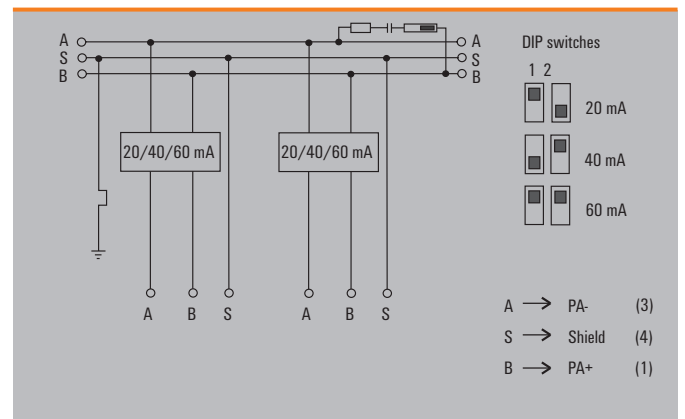 A A
S S
B B
20/40/60 mA 20/40/60 mA
A B S A B S
DIP switches
1 2
20 mA
40 mA
60 mA
A → PA- (3)
S → Shield (4)
B → PA+ (1)